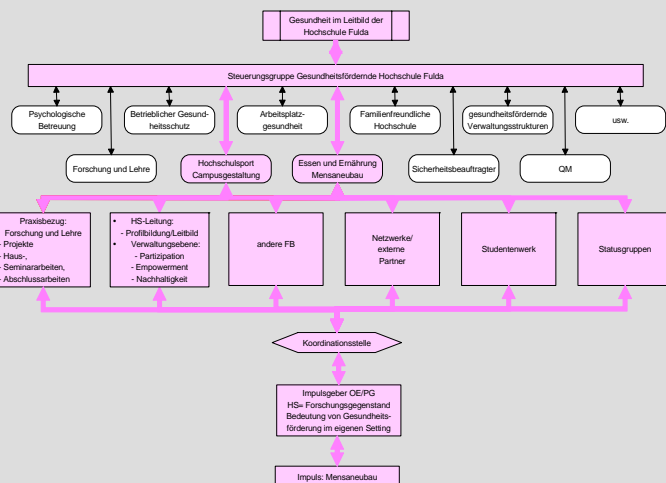 Gesundheit im Leitbild der
Hochschule Fulda
Steuerungsgruppe Gesundheitsfördernde Hochschule Fulda
Psychologische
Betreuung
Betrieblicher Gesund-
heitsschutz
Arbeitsplatz-
gesundheit
Familienfreundliche
Hochschule
gesundheitsfördernde
Verwaltungsstrukturen
usw.
Forschung und Lehre
Hochschulsport
Campusgestaltung
Essen und Ernährung
Mensaneubau
Sicherheitsbeauftragter
QM
Praxisbezug:
Forschung und Lehre
- Projekte
- Haus-,
- Seminararbeiten,
- Abschlussarbeiten
• HS-Leitung:
- Profilbildung/Leitbild
• Verwaltungsebene:
- Partizipation
- Empowerment
- Nachhaltigkeit
andere FB
Netzwerke/
externe
Partner
Studentenwerk
Statusgruppen
Koordinationsstelle
Impulsgeber OE/PG
HS= Forschungsgegenstand
Bedeutung von Gesundheits-
förderung im eigenen Setting
Impuls: Mensaneubau